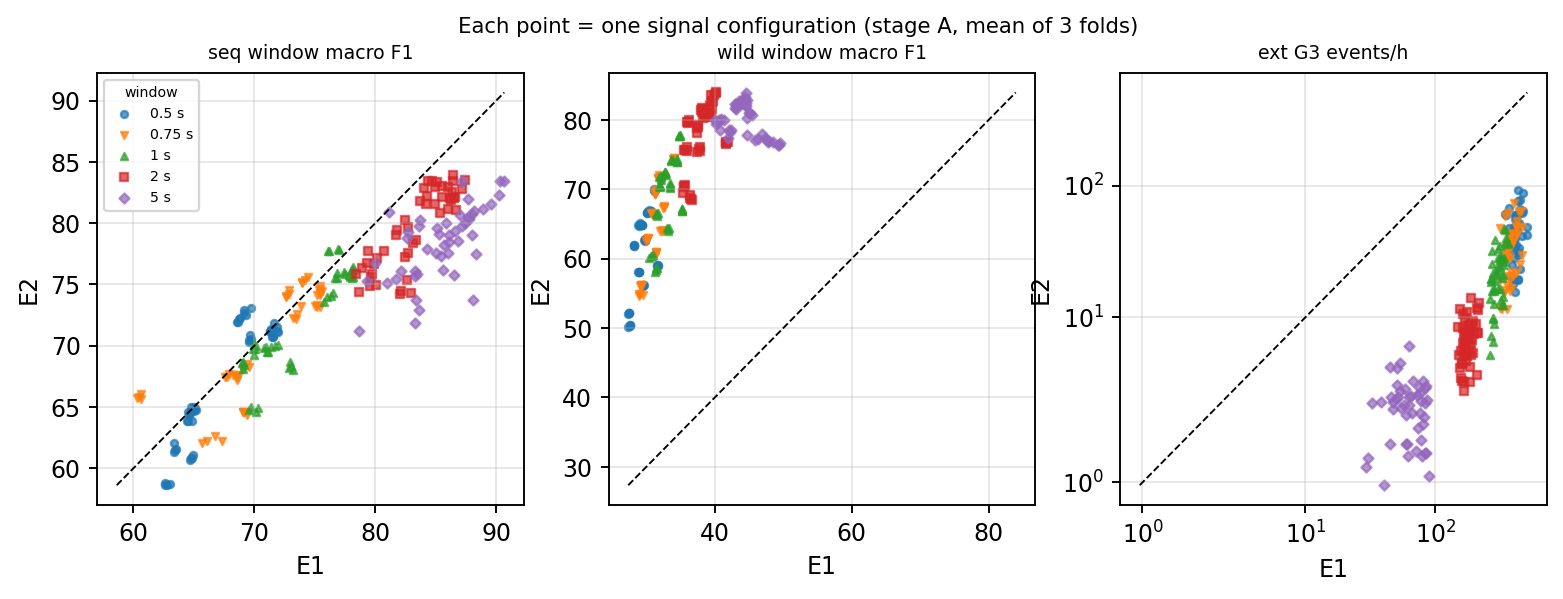 Each point = one signal configuration (stage A, mean of 3 folds)
seq window macro F1
wild window macro F1
ext G3 events/h
window
0.5 s
0.75 s
1 s
2 s
5 s
90
85
80
75
70
65
60
E2
60
70
80
90
E1
80
70
60
50
40
30
E2
40
60
80
E1
10²
10¹
10⁰
E2
10⁰
10¹
10²
E1